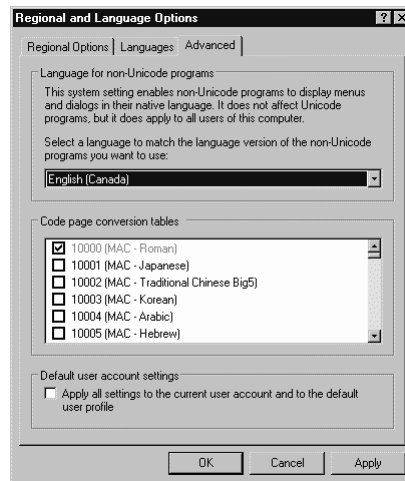 Regional and Language Options
Regional Options
Languages
Advanced
Language for non-Unicode programs
This system setting enables non-Unicode programs to display menus
and dialogs in their native language. It does not affect Unicode
programs, but it does apply to all users of this computer.
Select a language to match the language version of the non-Unicode
programs you want to use:
English (Canada)
Code page conversion tables
10000 (MAC - Roman)
10001 (MAC - Japanese)
10002 (MAC - Traditional Chinese Big5)
10003 (MAC - Korean)
10004 (MAC - Arabic)
10005 (MAC - Hebrew)
Default user account settings
Apply all settings to the current user account and to the default
user profile
OK
Cancel
Apply